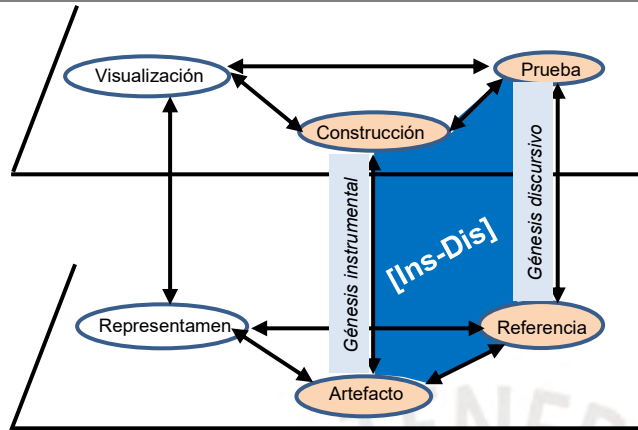 Visualización
Prueba
Construcción
Génesis instrumental
[Ins-Dis]
Génesis discursivo
Representamen
Referencia
Artefacto